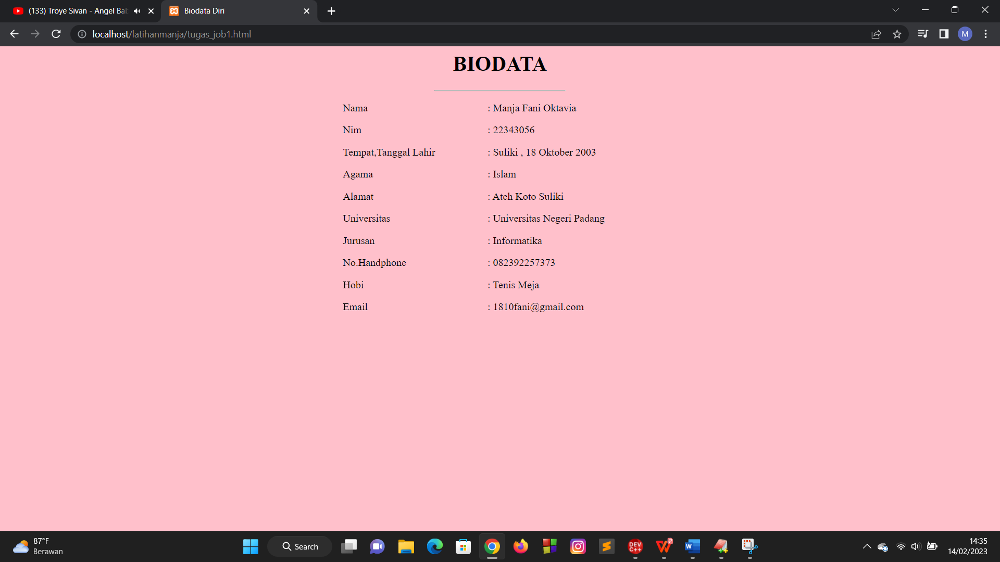 (133) Troye Sivan - Angel Bab
Biodata Diri
localhost/latihanmanja/tugas_job1.html
M
BIODATA
Nama : Manja Fani Oktavia
Nim : 22343056
Tempat,Tanggal Lahir : Suliki , 18 Oktober 2003
Agama : Islam
Alamat : Ateh Koto Suliki
Universitas : Universitas Negeri Padang
Jurusan : Informatika
No.Handphone : 082392257373
Hobi : Tenis Meja
Email : 1810fani@gmail.com
87°F
Berawan
Search
DEV
C++
W
14:35
14/02/2023